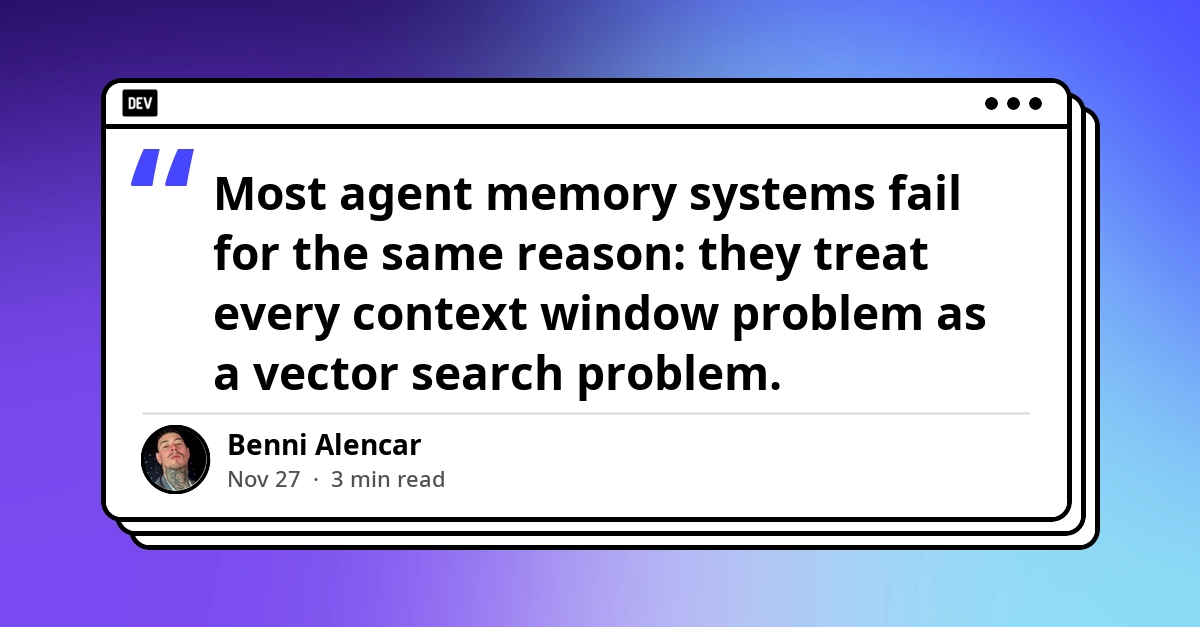 DEV
“ Most agent memory systems fail
for the same reason: they treat
every context window problem as
a vector search problem.
Benni Alencar
Nov 27 · 3 min read